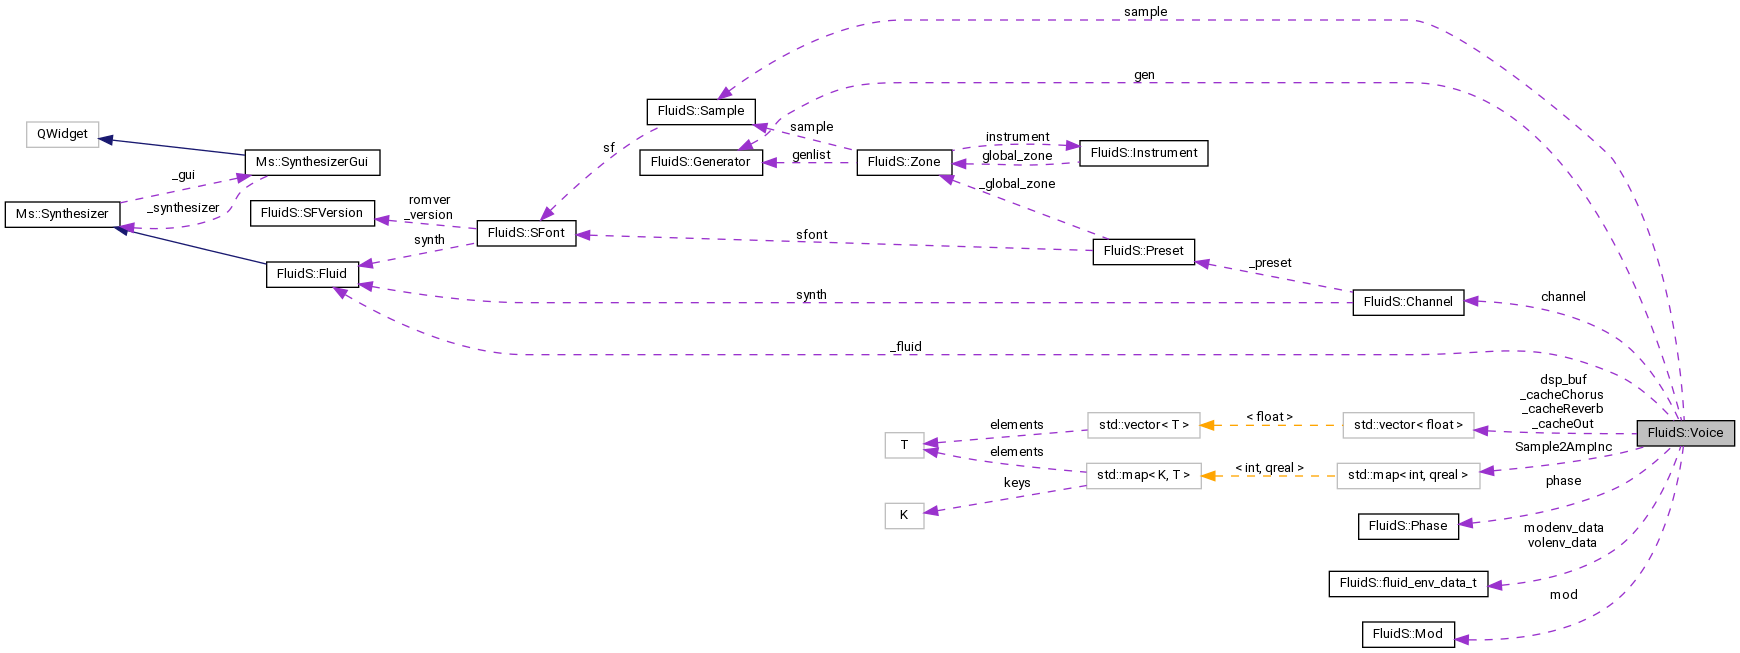 sample
gen
FluidS::Sample
sample
QWidget
instrument
sf
Ms::SynthesizerGui
FluidS::Generator
genlist
FluidS::Zone
global_zone
FluidS::Instrument
_gui
_global_zone
romver
_version
_synthesizer
Ms::Synthesizer
FluidS::SFVersion
FluidS::SFont
synth
sfont
FluidS::Preset
_preset
FluidS::Fluid
synth
FluidS::Channel
channel
_fluid
dsp_buf
_cacheChorus
_cacheReverb
_cacheOut
elements
std::vector< T >
< float >
std::vector< float >
FluidS::Voice
T
elements
Sample2AmpInc
keys
std::map< K, T >
< int, qreal >
std::map< int, qreal >
phase
K
FluidS::Phase
modenv_data
volenv_data
FluidS::fluid_env_data_t
mod
FluidS::Mod